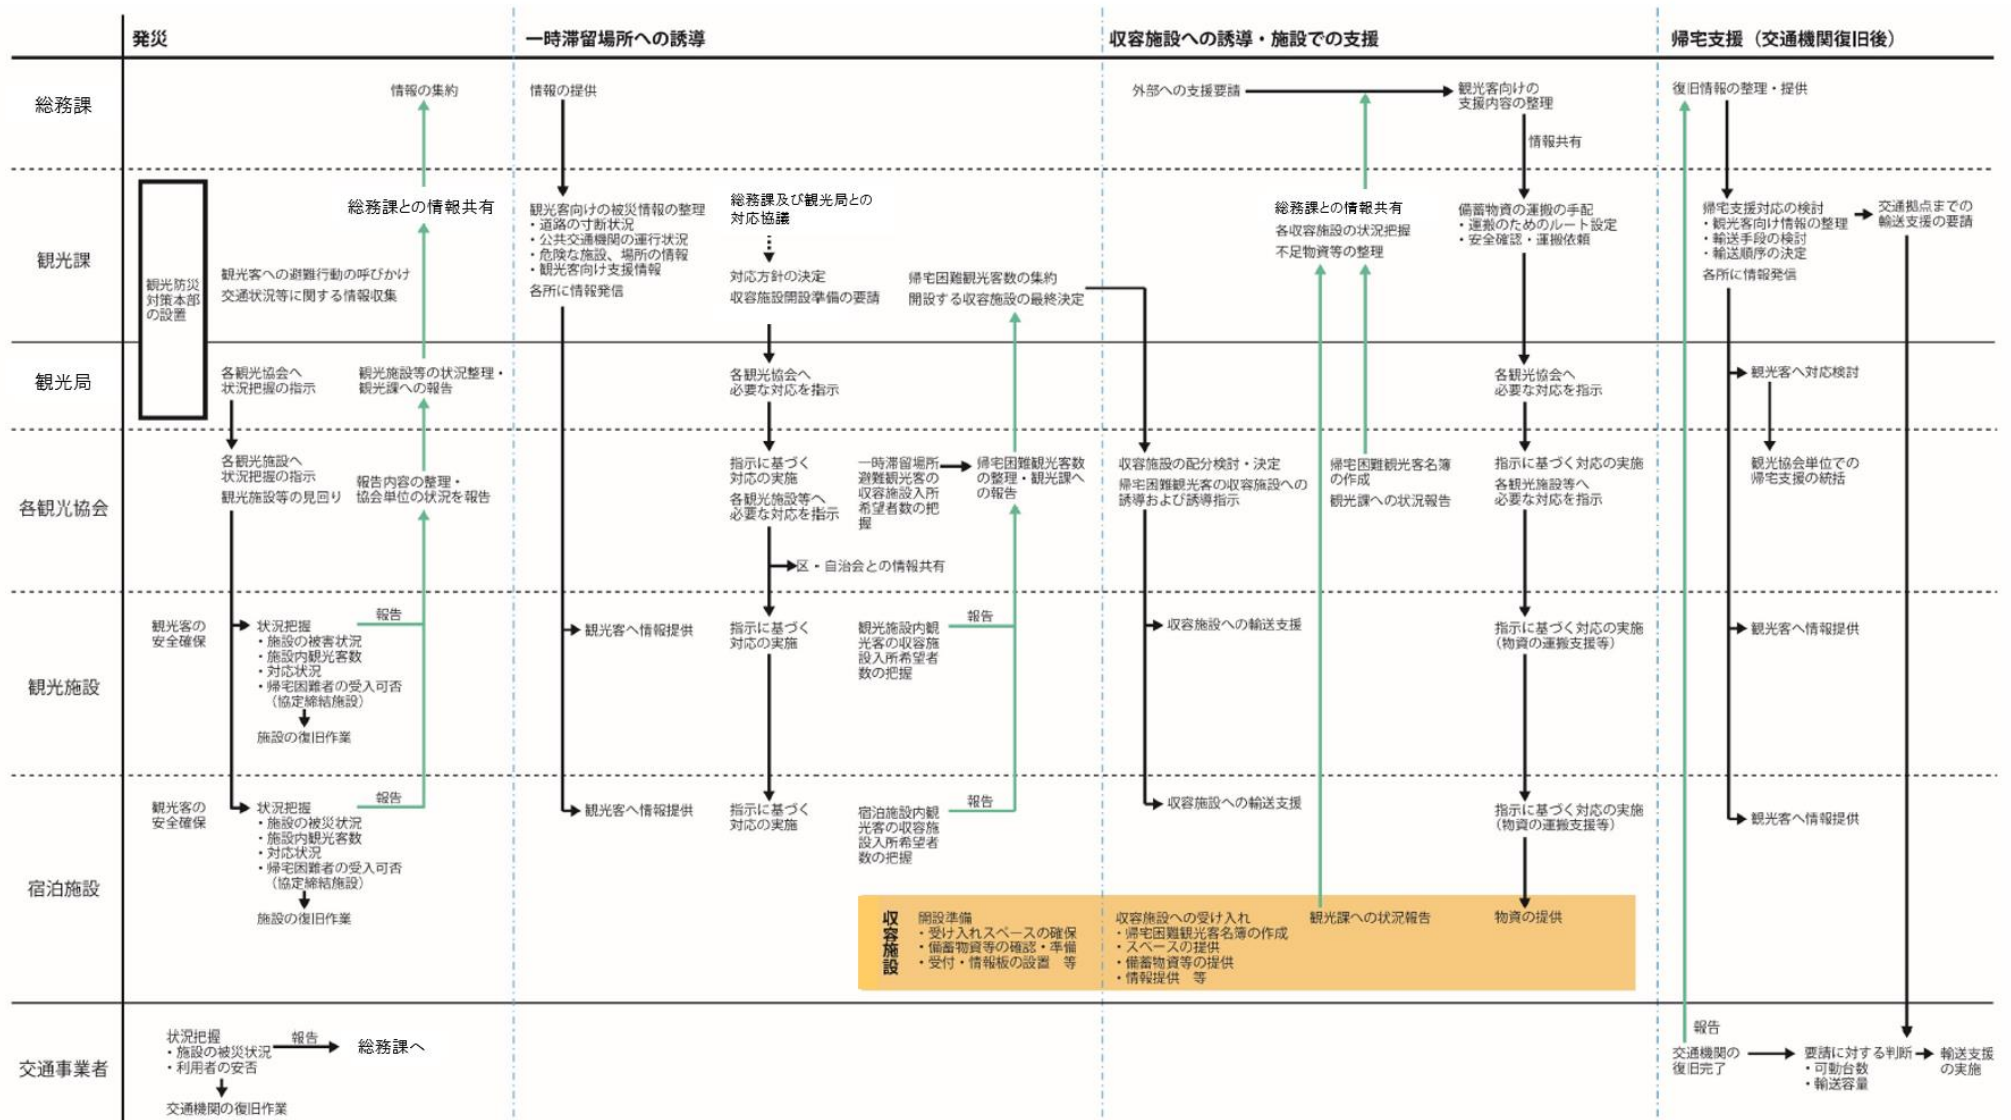 発災
一時滞留場所への誘導
収容施設への誘導・施設での支援
帰宅支援（交通機関復旧後）
総務課
情報の集約
情報の提供
外部への支援要請
観光客向けの
支援内容の整理
情報共有
復旧情報の整理・提供
観光課
観光防災
対策本部
の設置
総務課との情報共有
観光客への避難行動の呼びかけ
交通状況等に関する情報収集
観光客向けの被災情報の整理
・道路の寸断状況
・公共交通機関の運行状況
・危険な施設、場所の情報
・観光客向け支援情報
各所に情報発信
総務課及び観光局との
対応協議
対応方針の決定
収容施設開設準備の要請
帰宅困難観光客数の集約
開設する収容施設の最終決定
総務課との情報共有
各収容施設の状況把握
不足物資等の整理
備蓄物資の運搬の手配
・運搬のためのルート設定
・安全確認・運搬依頼
帰宅支援対応の検討
・観光客向け情報の整理
・輸送手段の検討
・輸送順序の決定
各所に情報発信
交通拠点までの
輸送支援の要請
観光局
各観光協会へ
状況把握の指示
観光施設等の状況整理・
観光課への報告
各観光協会へ
必要な対応を指示
各観光協会へ
必要な対応を指示
観光客へ対応検討
各観光協会
各観光施設へ
状況把握の指示
観光施設等の見回り
報告内容の整理・
協会単位の状況を報告
指示に基づく
対応の実施
各観光施設等へ
必要な対応を指示
区・自治会との情報共有
一時滞留場所
避難観光客の
収容施設入所
希望者数の把
握
帰宅困難観光客数
の整理・観光課へ
の報告
収容施設の配分検討・決定
帰宅困難観光客の収容施設への
誘導および誘導指示
帰宅困難観光客名簿
の作成
観光課への状況報告
指示に基づく対応の実施
各観光施設等へ
必要な対応を指示
観光協会単位での
帰宅支援の統括
観光施設
観光客の
安全確保
状況把握
・施設の被害状況
・施設内観光客数
・対応状況
・帰宅困難者の受入可否
（協定締結施設）
施設の復旧作業
報告
観光客へ情報提供
指示に基づく
対応の実施
観光施設内観
光客の収容施
設入所希望者
数の把握
報告
収容施設への輸送支援
指示に基づく対応の実施
（物資の運搬支援等）
観光客へ情報提供
宿泊施設
観光客の
安全確保
状況把握
・施設の被災状況
・施設内観光客数
・対応状況
・帰宅困難者の受入可否
（協定締結施設）
施設の復旧作業
報告
観光客へ情報提供
指示に基づく
対応の実施
宿泊施設内観
光客の収容施
設入所希望者
数の把握
報告
収容施設への輸送支援
指示に基づく対応の実施
（物資の運搬支援等）
観光客へ情報提供
収容施設
開設準備
・受け入れスペースの確保
・備蓄物資等の確認・準備
・受付・情報板の設置　等
収容施設への受け入れ
・帰宅困難観光客名簿の作成
・スペースの提供
・備蓄物資等の提供
・情報提供　等
観光課への状況報告
物資の提供
交通事業者
状況把握
・施設の被災状況
・利用者の安否
報告
総務課へ
交通機関の復旧作業
報告
交通機関の
復旧完了
要請に対する判断
・可動台数
・輸送容量
輸送支援
の実施